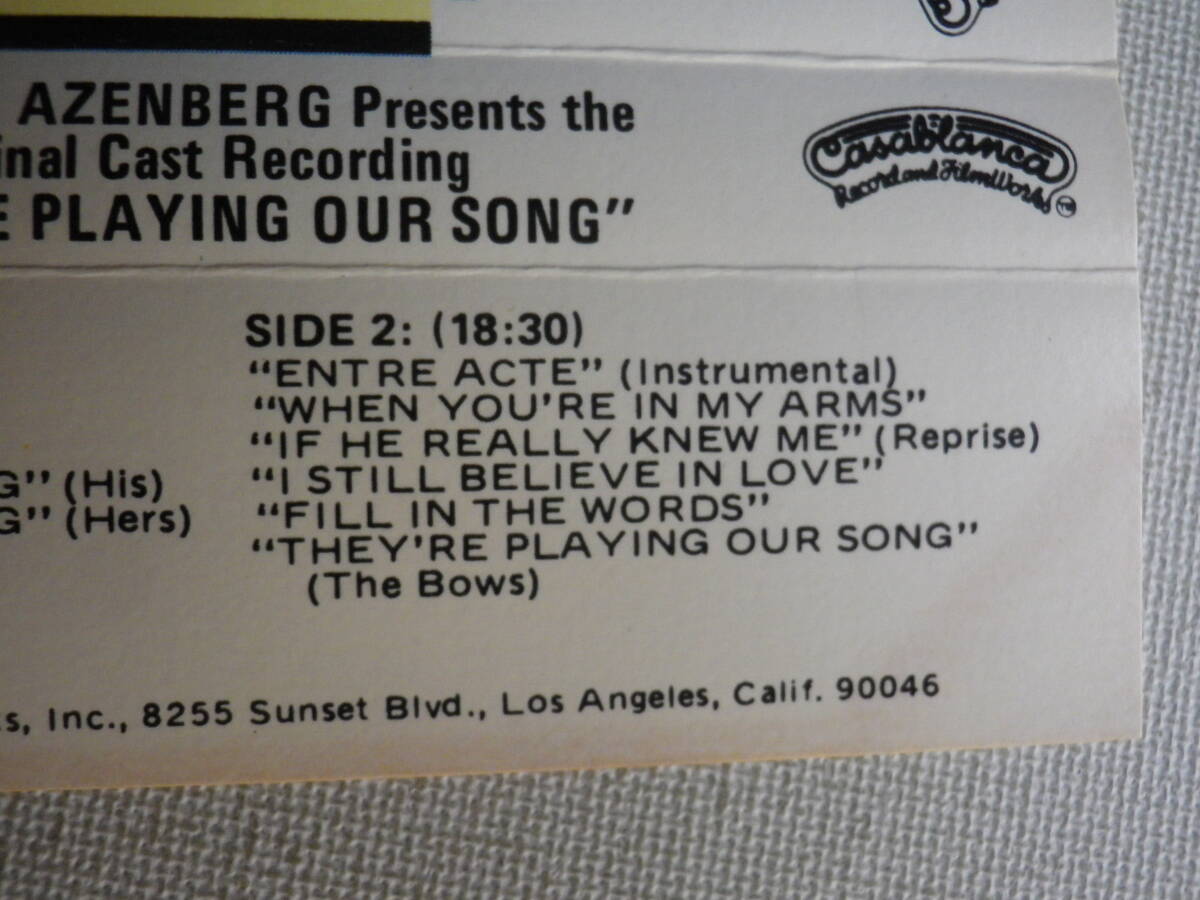 AZENBERG Presents the
inal Cast Recording
E PLAYING OUR SONG”
Casablanca
Record and FilmWorks TM
SIDE 2: (18:30)
“ENTRE ACTE” (Instrumental)
“WHEN YOU'RE IN MY ARMS”
“IF HE REALLY KNEW ME” (Reprise)
“I STILL BELIEVE IN LOVE”
“FILL IN THE WORDS”
“THEY'RE PLAYING OUR SONG”
(The Bows)
G” (His)
G” (Hers)
s, Inc., 8255 Sunset Blvd., Los Angeles, Calif. 90046